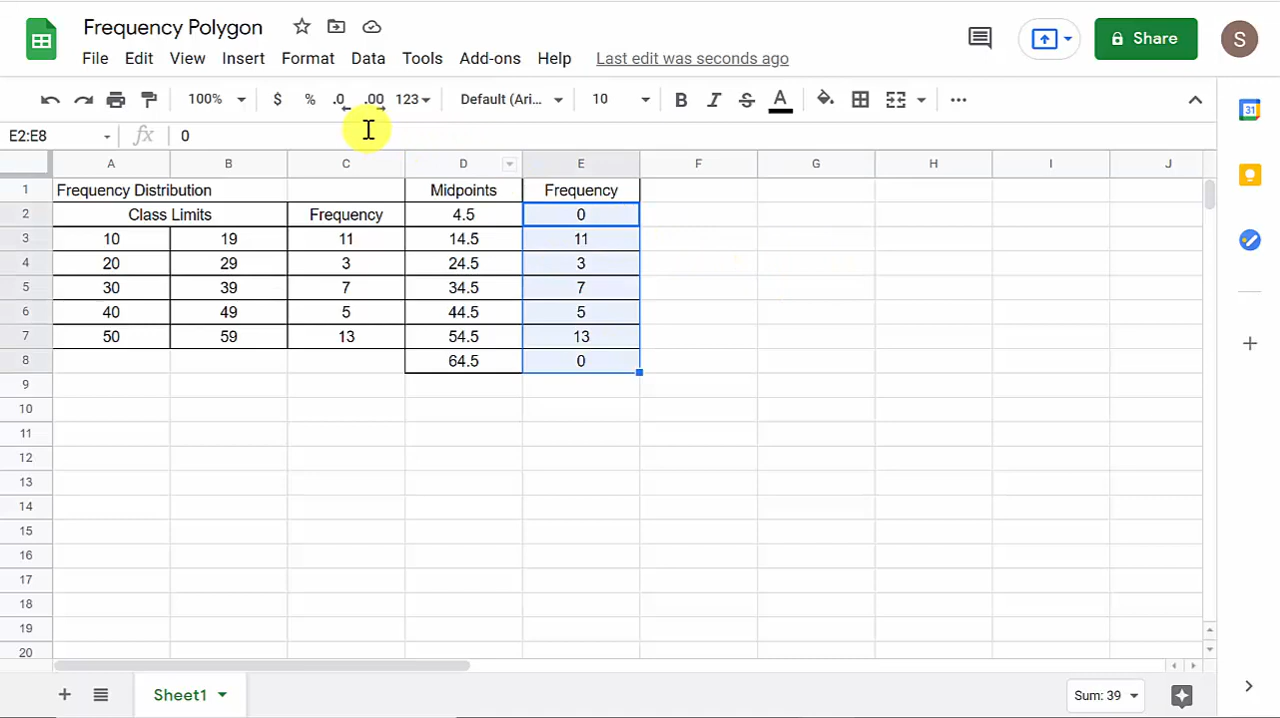 Frequency Polygon
File Edit View Insert Format Data Tools Add-ons Help Last edit was seconds ago
Share S
100% $ % .0 .00 123 Default (Ari... 10 B I S A
31
E2:E8 fx 0
A B C D E F G H I J
1 Frequency Distribution Midpoints Frequency
2 Class Limits Frequency 4.5 0
3 10 19 11 14.5 11
4 20 29 3 24.5 3
5 30 39 7 34.5 7
6 40 49 5 44.5 5
7 50 59 13 54.5 13
8 64.5 0
9
10
11
12
13
14
15
16
17
18
19
20
Sheet1 Sum: 39